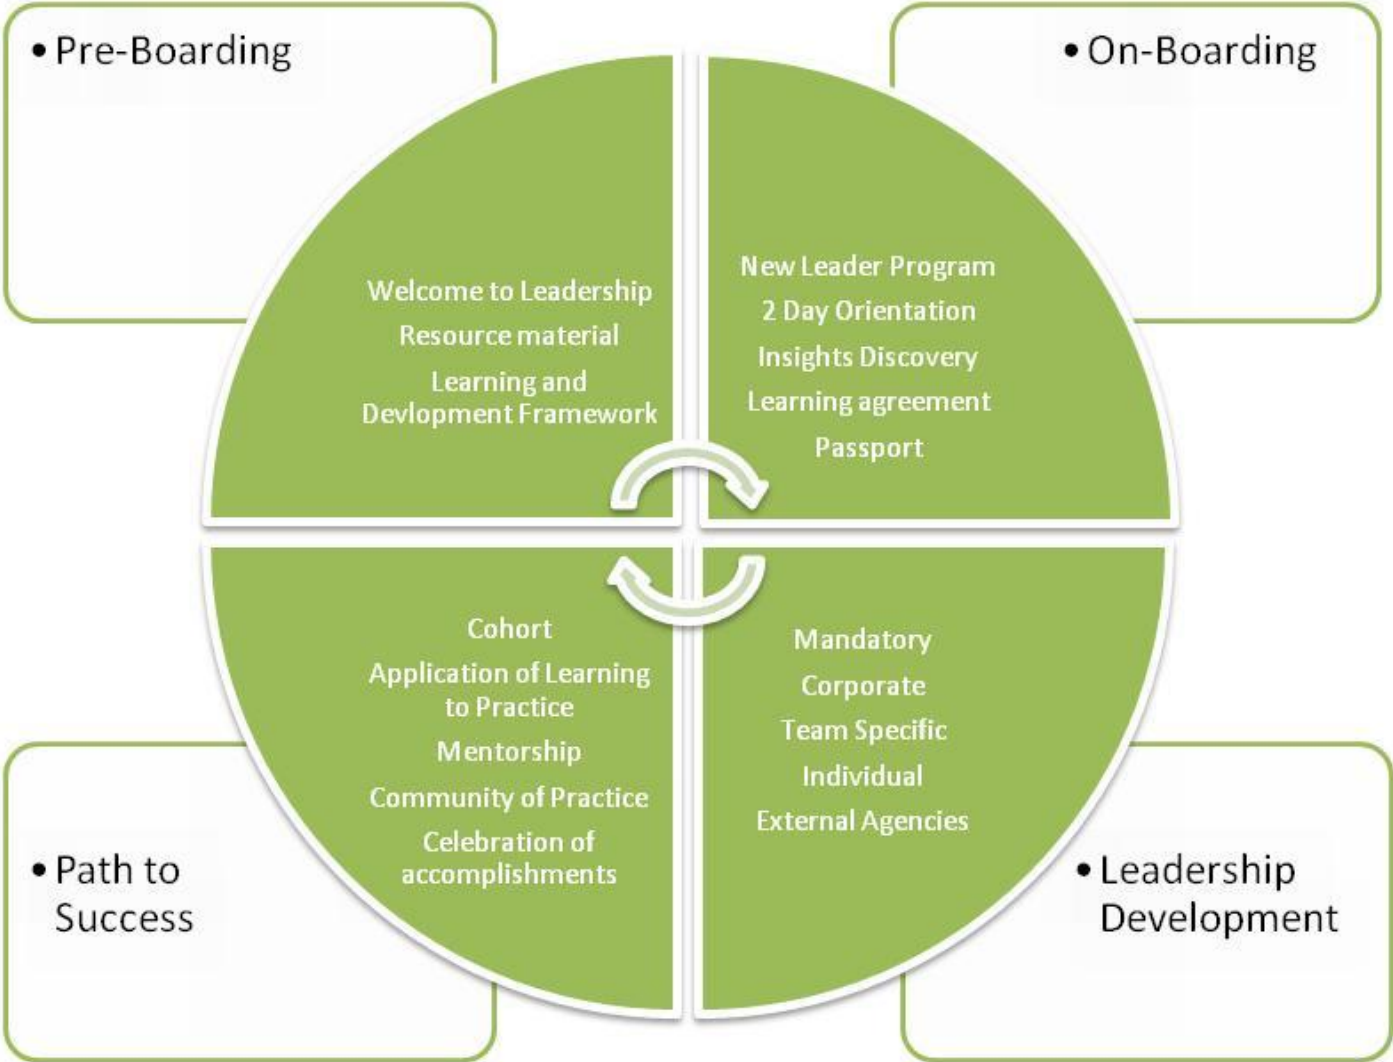 • Pre-Boarding
Welcome to Leadership
Resource material
Learning and
Devlopment Framework
• On-Boarding
New Leader Program
2 Day Orientation
Insights Discovery
Learning agreement
Passport
• Path to
Success
Cohort
Application of Learning
to Practice
Mentorship
Community of Practice
Celebration of
accomplishments
• Leadership
Development
Mandatory
Corporate
Team Specific
Individual
External Agencies